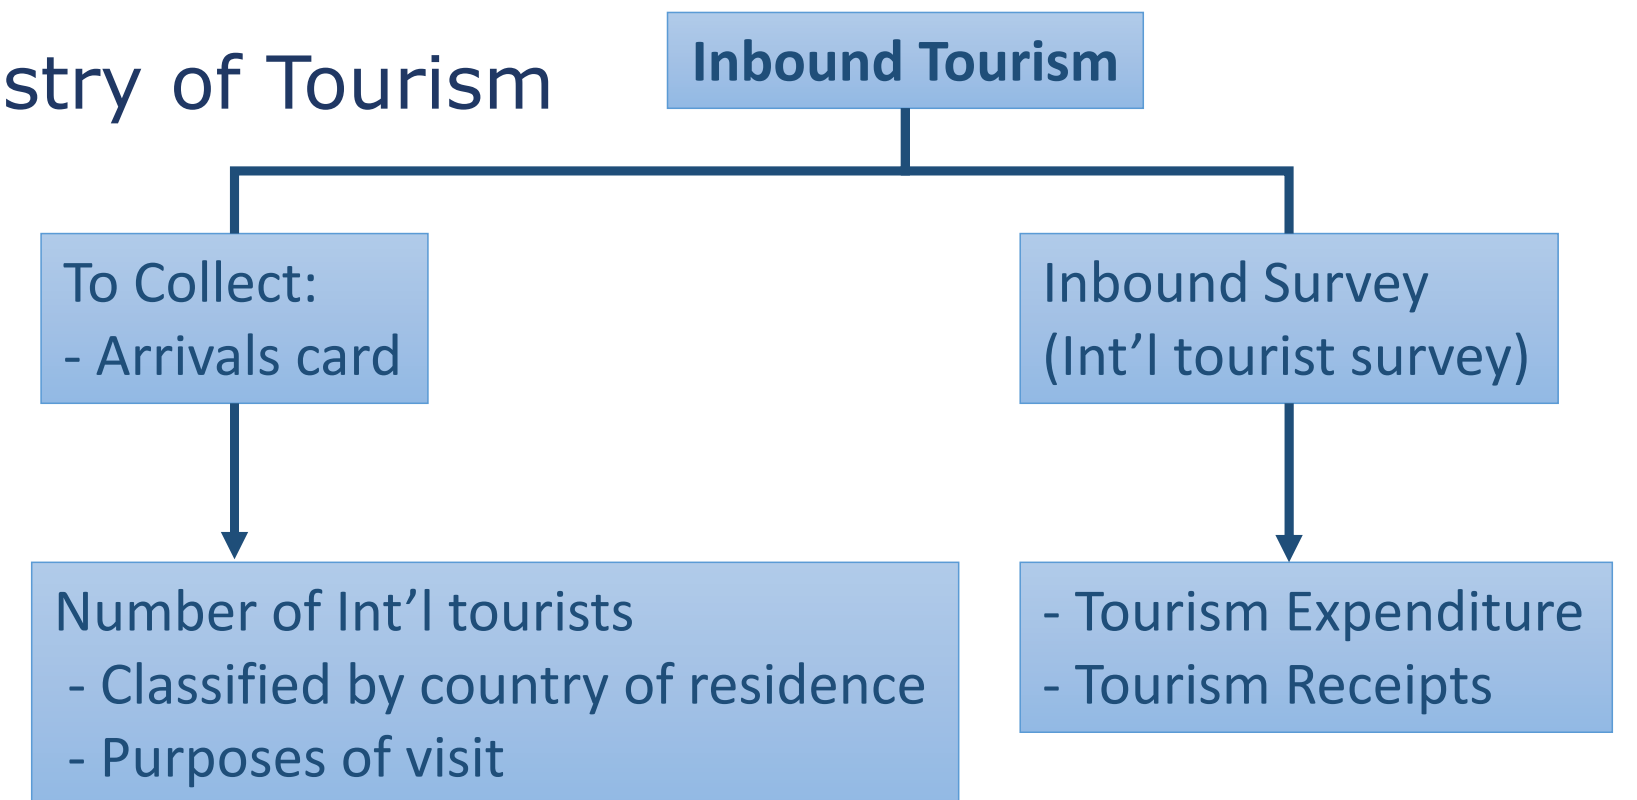 stry of Tourism
Inbound Tourism
To Collect:
- Arrivals card
Inbound Survey
(Int’l tourist survey)
Number of Int’l tourists
- Classified by country of residence
- Purposes of visit
- Tourism Expenditure
- Tourism Receipts